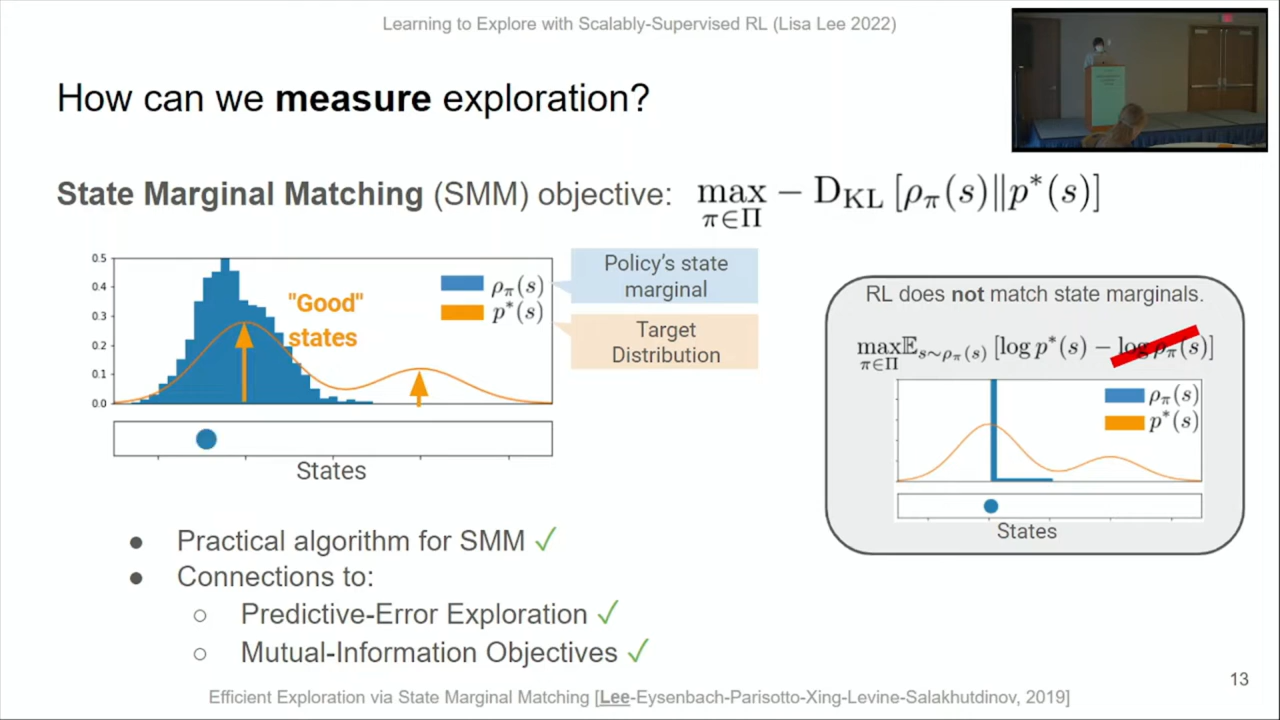 Learning to Explore with Scalably-Supervised RL (Lisa Lee 2022)
How can we measure exploration?
State Marginal Matching (SMM) objective: max π∈Π − D_KL [ρ_π(s)∥p*(s)]
0.5
0.4
0.3
0.2
0.1
0.0
"Good"
states
ρ_π(s)
p*(s)
States
Policy's state
marginal
Target
Distribution
RL does not match state marginals.
max π∈Π 𝔼_{s∼ρ_π(s)} [log p*(s) − log ρ_π(s)]
ρ_π(s)
p*(s)
States
● Practical algorithm for SMM ✓
● Connections to:
○ Predictive-Error Exploration ✓
○ Mutual-Information Objectives ✓
13
Efficient Exploration via State Marginal Matching [Lee-Eysenbach-Parisotto-Xing-Levine-Salakhutdinov, 2019]